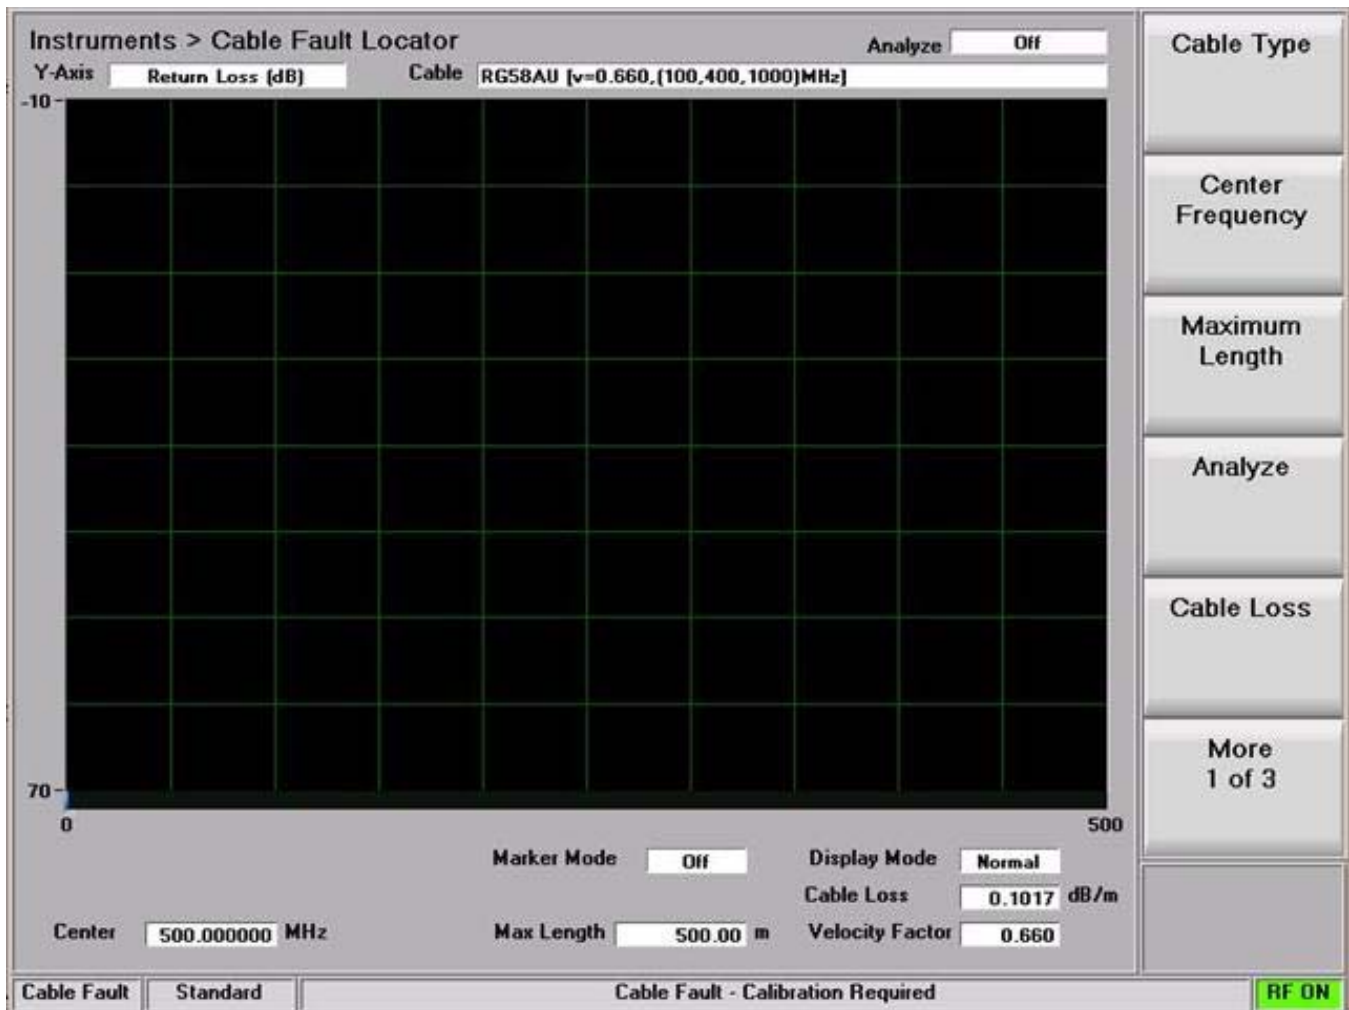 Instruments > Cable Fault Locator
Analyze Off
Y-Axis Return Loss (dB) Cable RG58AU [v=0.660,(100,400,1000)MHz]
-10
70
0 500
Marker Mode Off Display Mode Normal
Cable Loss 0.1017 dB/m
Center 500.000000 MHz Max Length 500.00 m Velocity Factor 0.660
Cable Fault Standard Cable Fault - Calibration Required RF ON
Cable Type
Center
Frequency
Maximum
Length
Analyze
Cable Loss
More
1 of 3